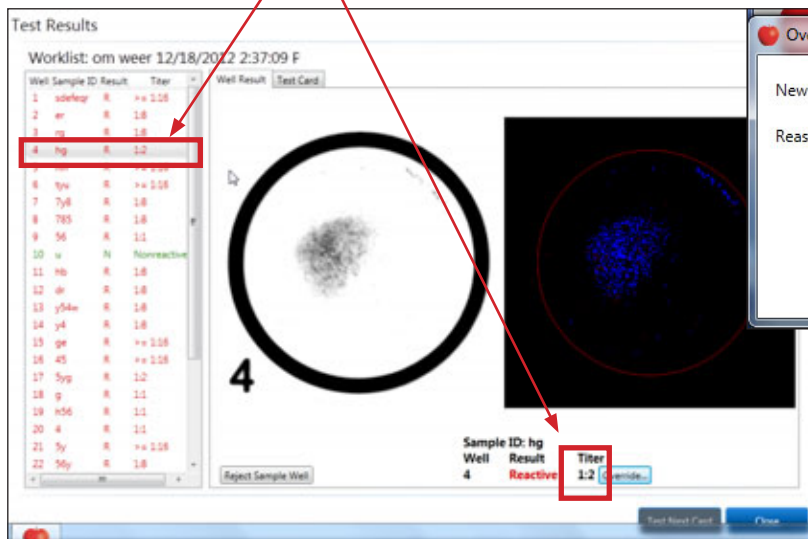 Test Results
Worklist: om weer 12/18/2012 2:37:09 F
Well Sample ID Result Titer
1 sdefeqr R >= 1:16
2 er R 1:8
3 rg R 1:8
4 hg R 1:2
5 R >= 1:16
6 tyu R >= 1:16
7 7y8 R 1:8
8 785 R 1:8
9 56 R 1:1
10 u N Nonreactive
11 hb R 1:8
12 dr R 1:8
13 y54w R 1:8
14 y4 R 1:8
15 ge R >= 1:16
16 45 R >= 1:16
17 5yg R 1:2
18 g R 1:1
19 h56 R 1:1
20 4 R 1:1
21 5y R >= 1:16
22 56y R 1:8
Well Result Test Card
4
Reject Sample Well
Sample ID: hg
Well Result Titer
4 Reactive 1:2 Override...
Test Next Card Close
Ove
New
Reas